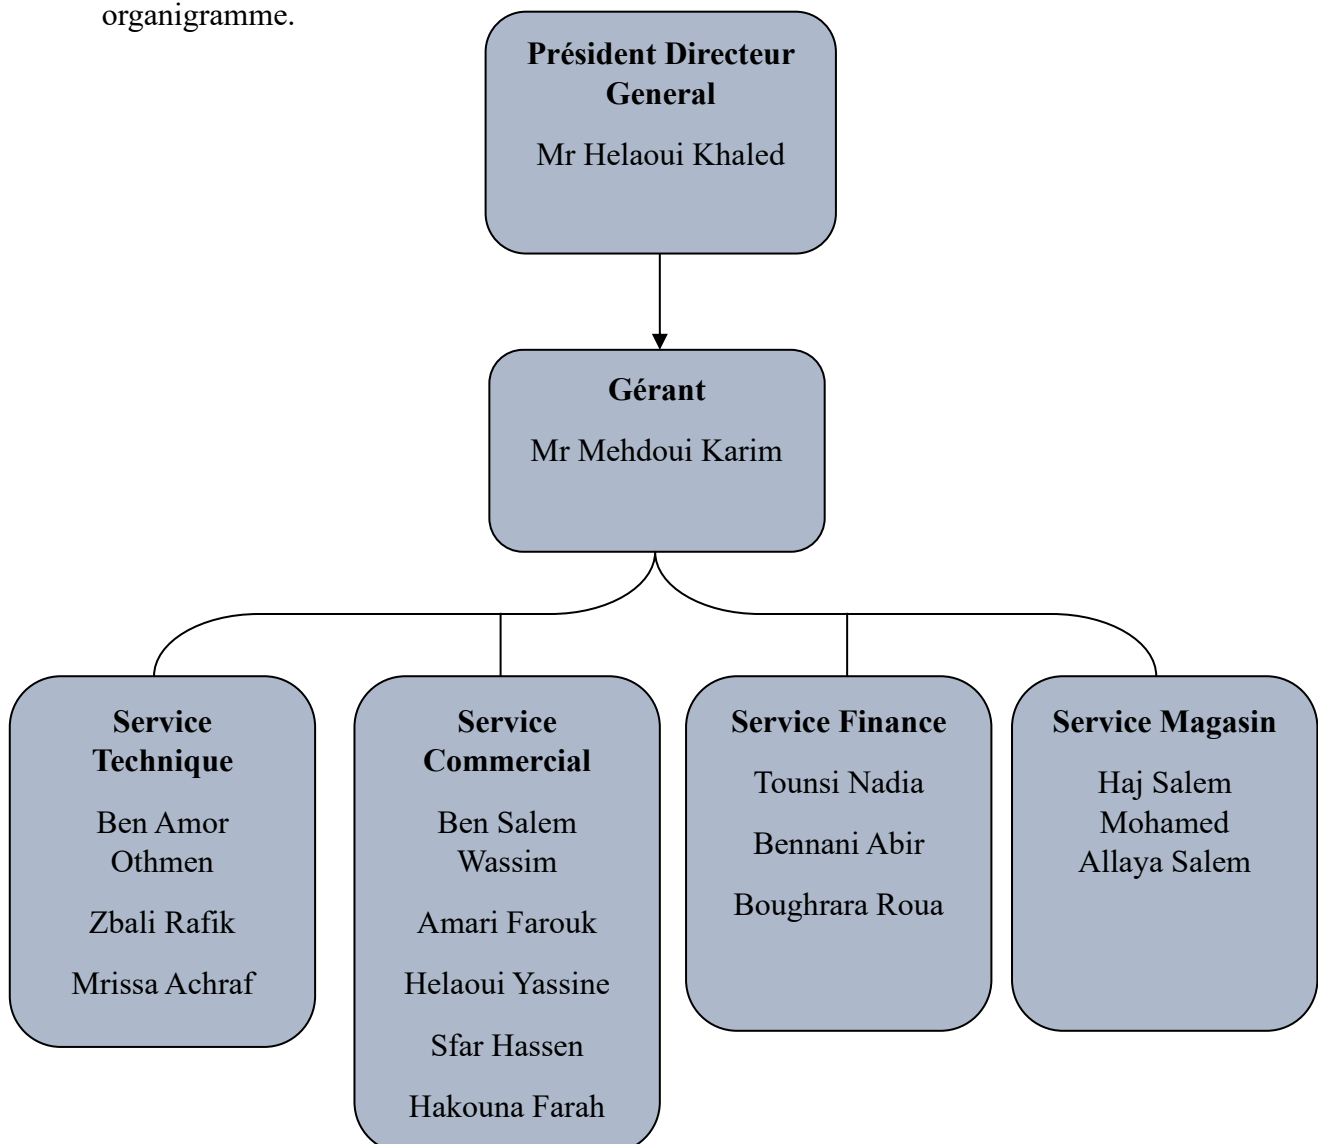 organigramme.
Président Directeur
General
Mr Helaoui Khaled
Gérant
Mr Mehdoui Karim
Service
Technique
Ben Amor
Othmen
Zbali Rafik
Mrissa Achraf
Service
Commercial
Ben Salem
Wassim
Amari Farouk
Helaoui Yassine
Sfar Hassen
Hakouna Farah
Service Finance
Tounsi Nadia
Bennani Abir
Boughrara Roua
Service Magasin
Haj Salem
Mohamed
Allaya Salem